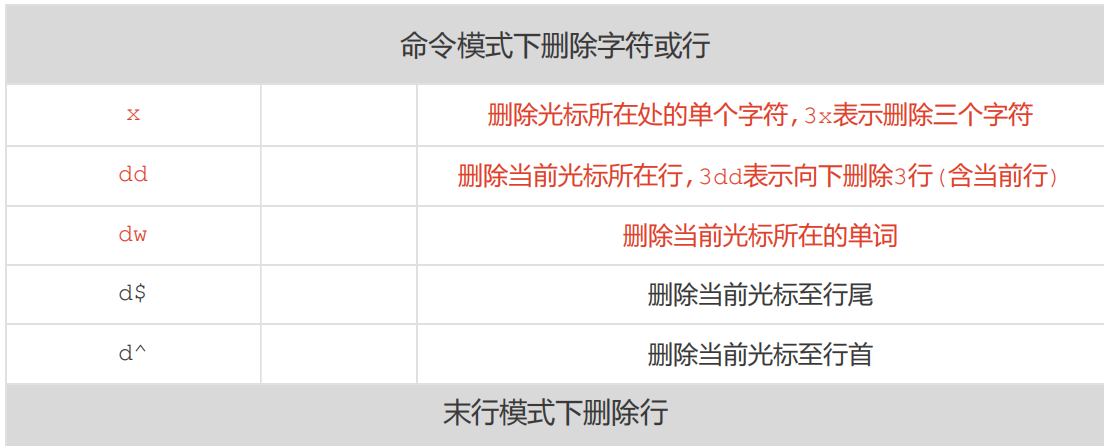 命令模式下删除字符或行
x 删除光标所在处的单个字符,3x表示删除三个字符
dd 删除当前光标所在行,3dd表示向下删除3行(含当前行)
dw 删除当前光标所在的单词
d$ 删除当前光标至行尾
d^ 删除当前光标至行首
末行模式下删除行